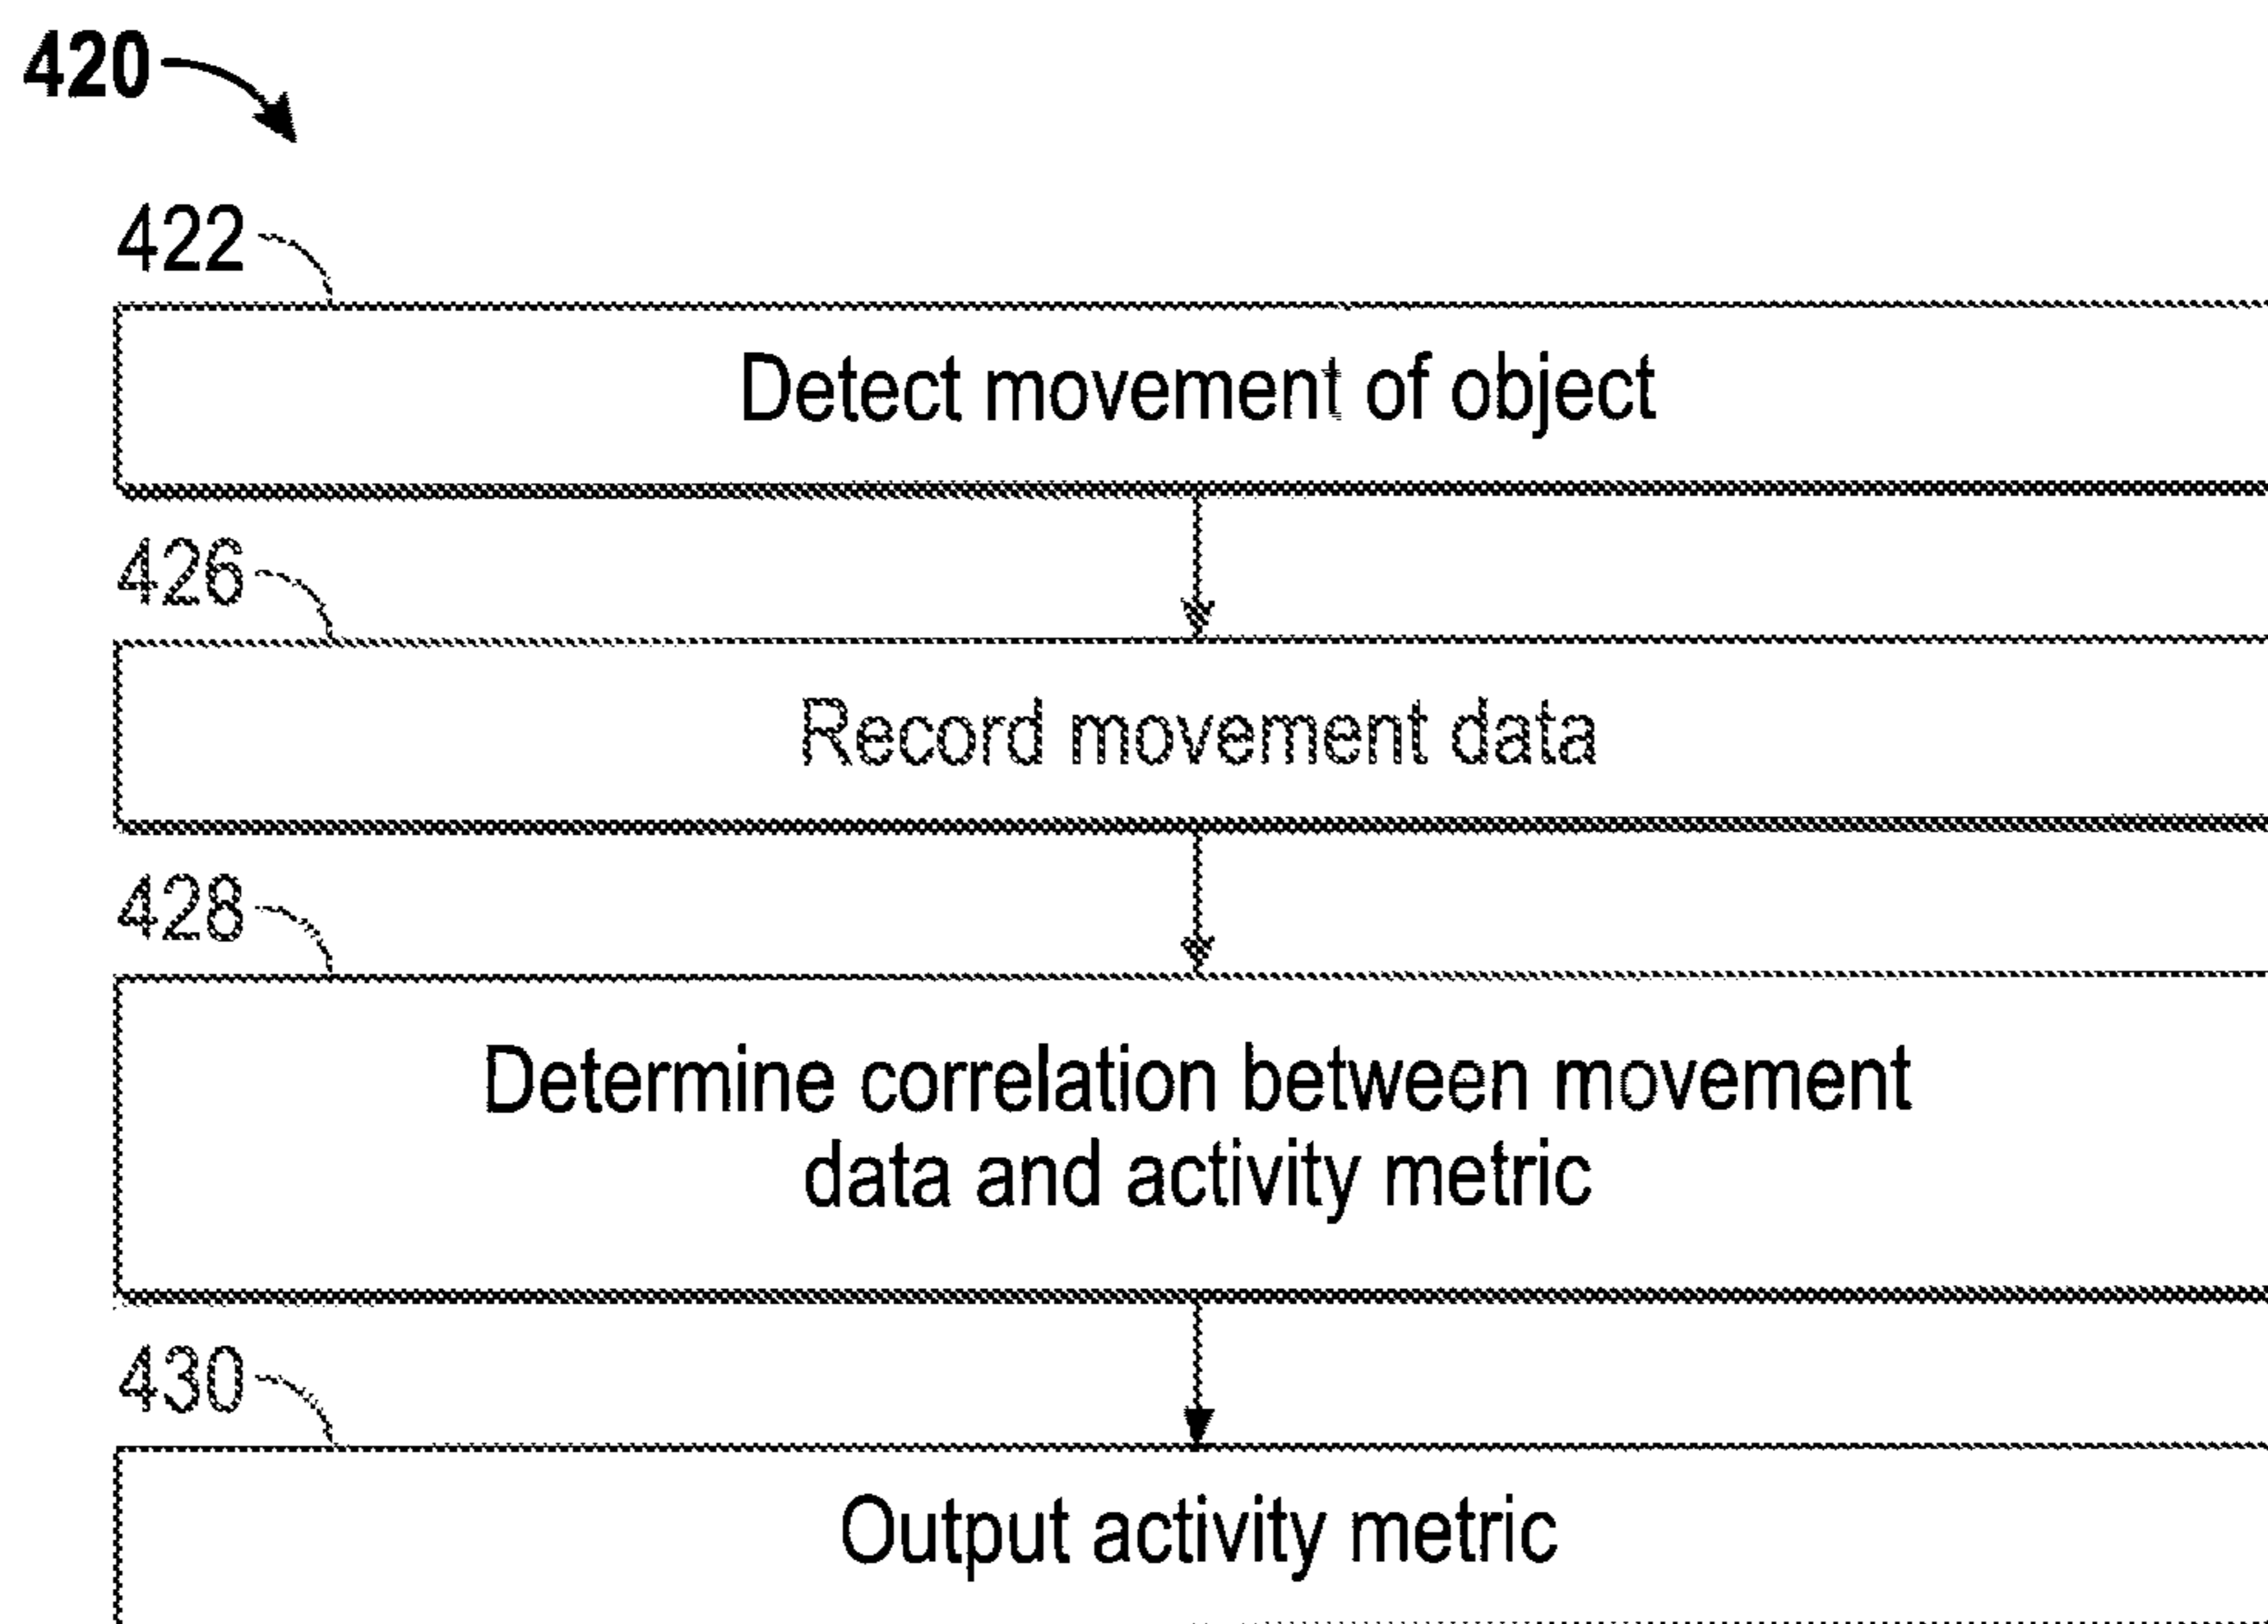 420
422
Detect movement of object
426
Record movement data
428
Determine correlation between movement
data and activity metric
430
Output activity metric